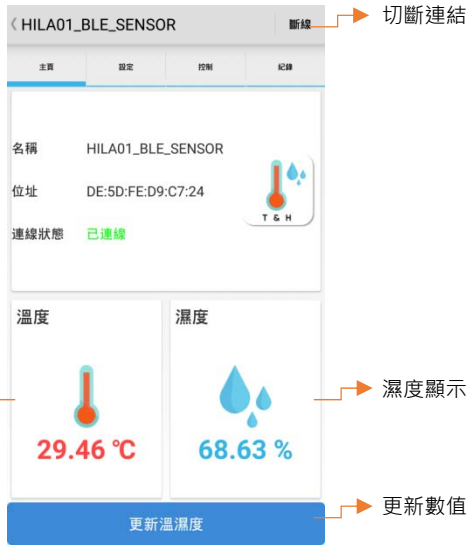 HILA01_BLE_SENSOR
斷線
切斷連結
主頁
設定
控制
紀錄
名稱 HILA01_BLE_SENSOR
位址 DE:5D:FE:D9:C7:24
T & H
連線狀態 已連線
溫度
濕度
濕度顯示
29.46 ℃
68.63 %
更新溫濕度
更新數值